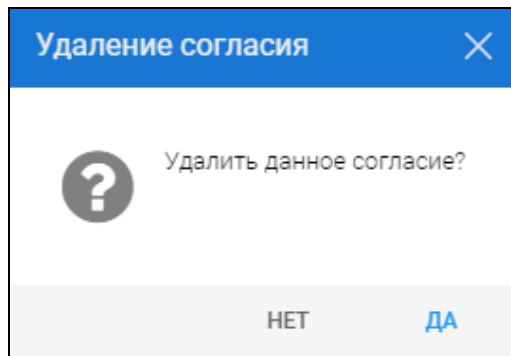 Удаление согласия
Удалить данное согласие?
НЕТ ДА